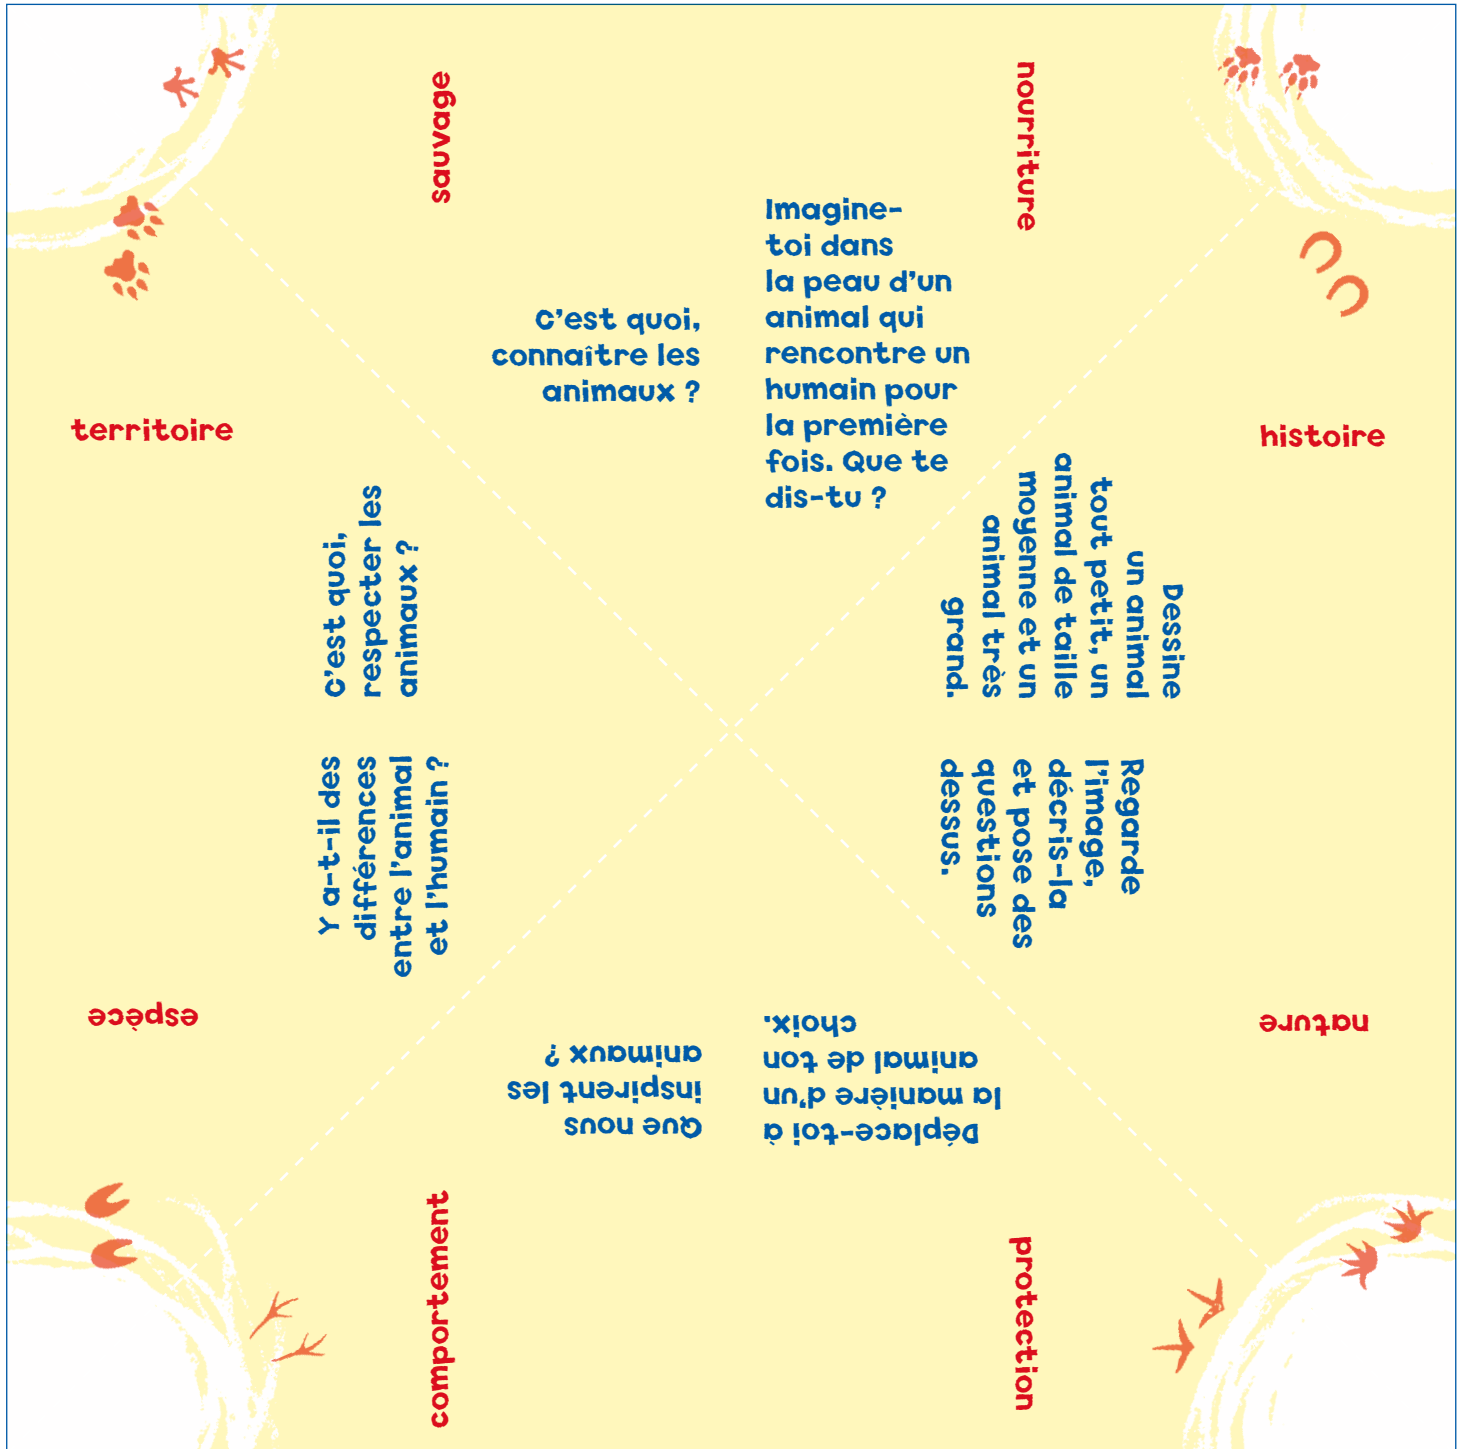 sauvage
nourriture
C'est quoi,
connaître les
animaux ?
Imagine-
toi dans
la peau d'un
animal qui
rencontre un
humain pour
la première
fois. Que te
dis-tu ?
territoire
histoire
C'est quoi,
respecter les
animaux ?
Dessine
un animal
tout petit, un
animal de taille
moyenne et un
animal très
grand.
Y a-t-il des
différences
entre l'animal
et l'humain ?
Regarde
l'image,
décris-la
et pose des
questions
dessus.
espèce
nature
Que nous
inspirent les
animaux ?
Déplace-toi à
la manière d'un
animal de ton
choix.
comportement
protection